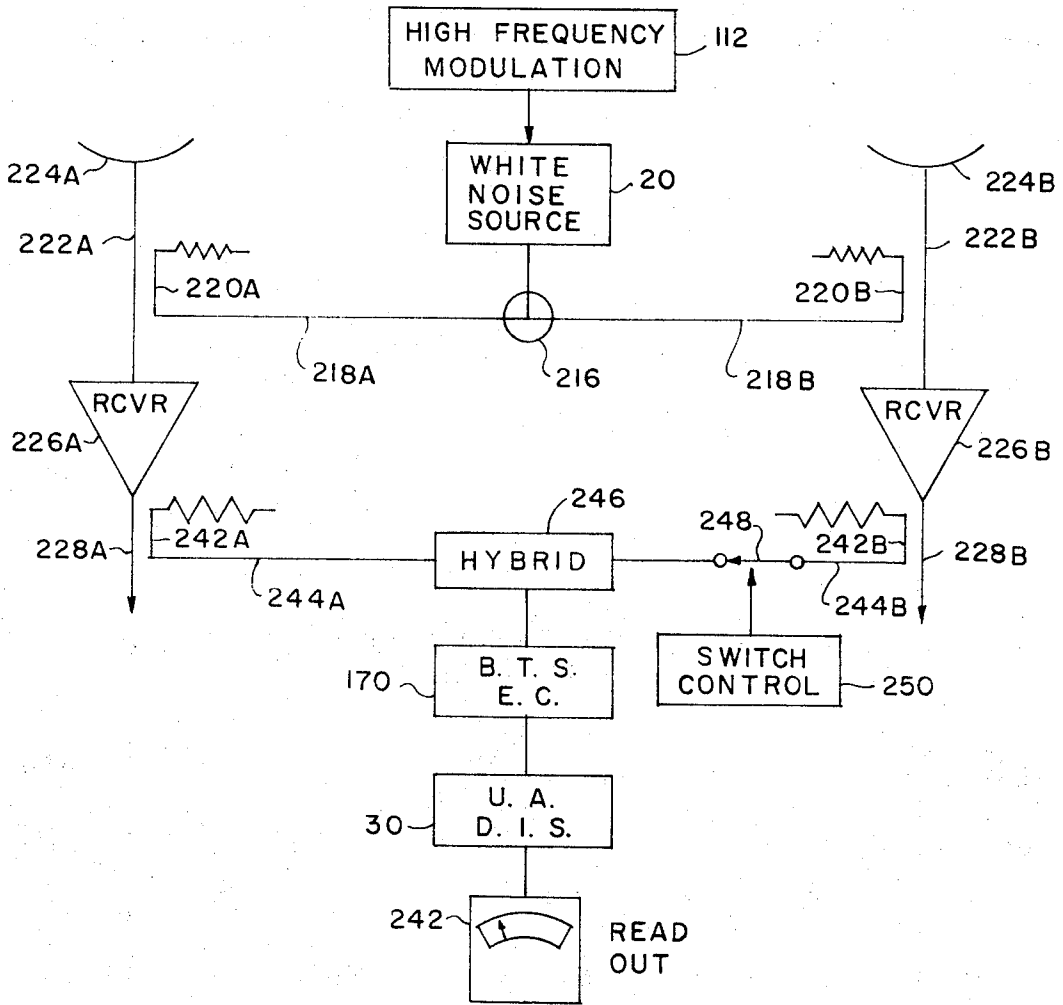 HIGH FREQUENCY
MODULATION
112
WHITE
NOISE
SOURCE
20
224A
224B
222A
222B
220A
220B
218A
216
218B
RCVR
RCVR
226A
226B
246
242A
248
242B
228A
228B
HYBRID
244A
244B
B. T. S.
E. C.
170
SWITCH
CONTROL
250
U. A.
D. I. S.
30
242
READ
OUT